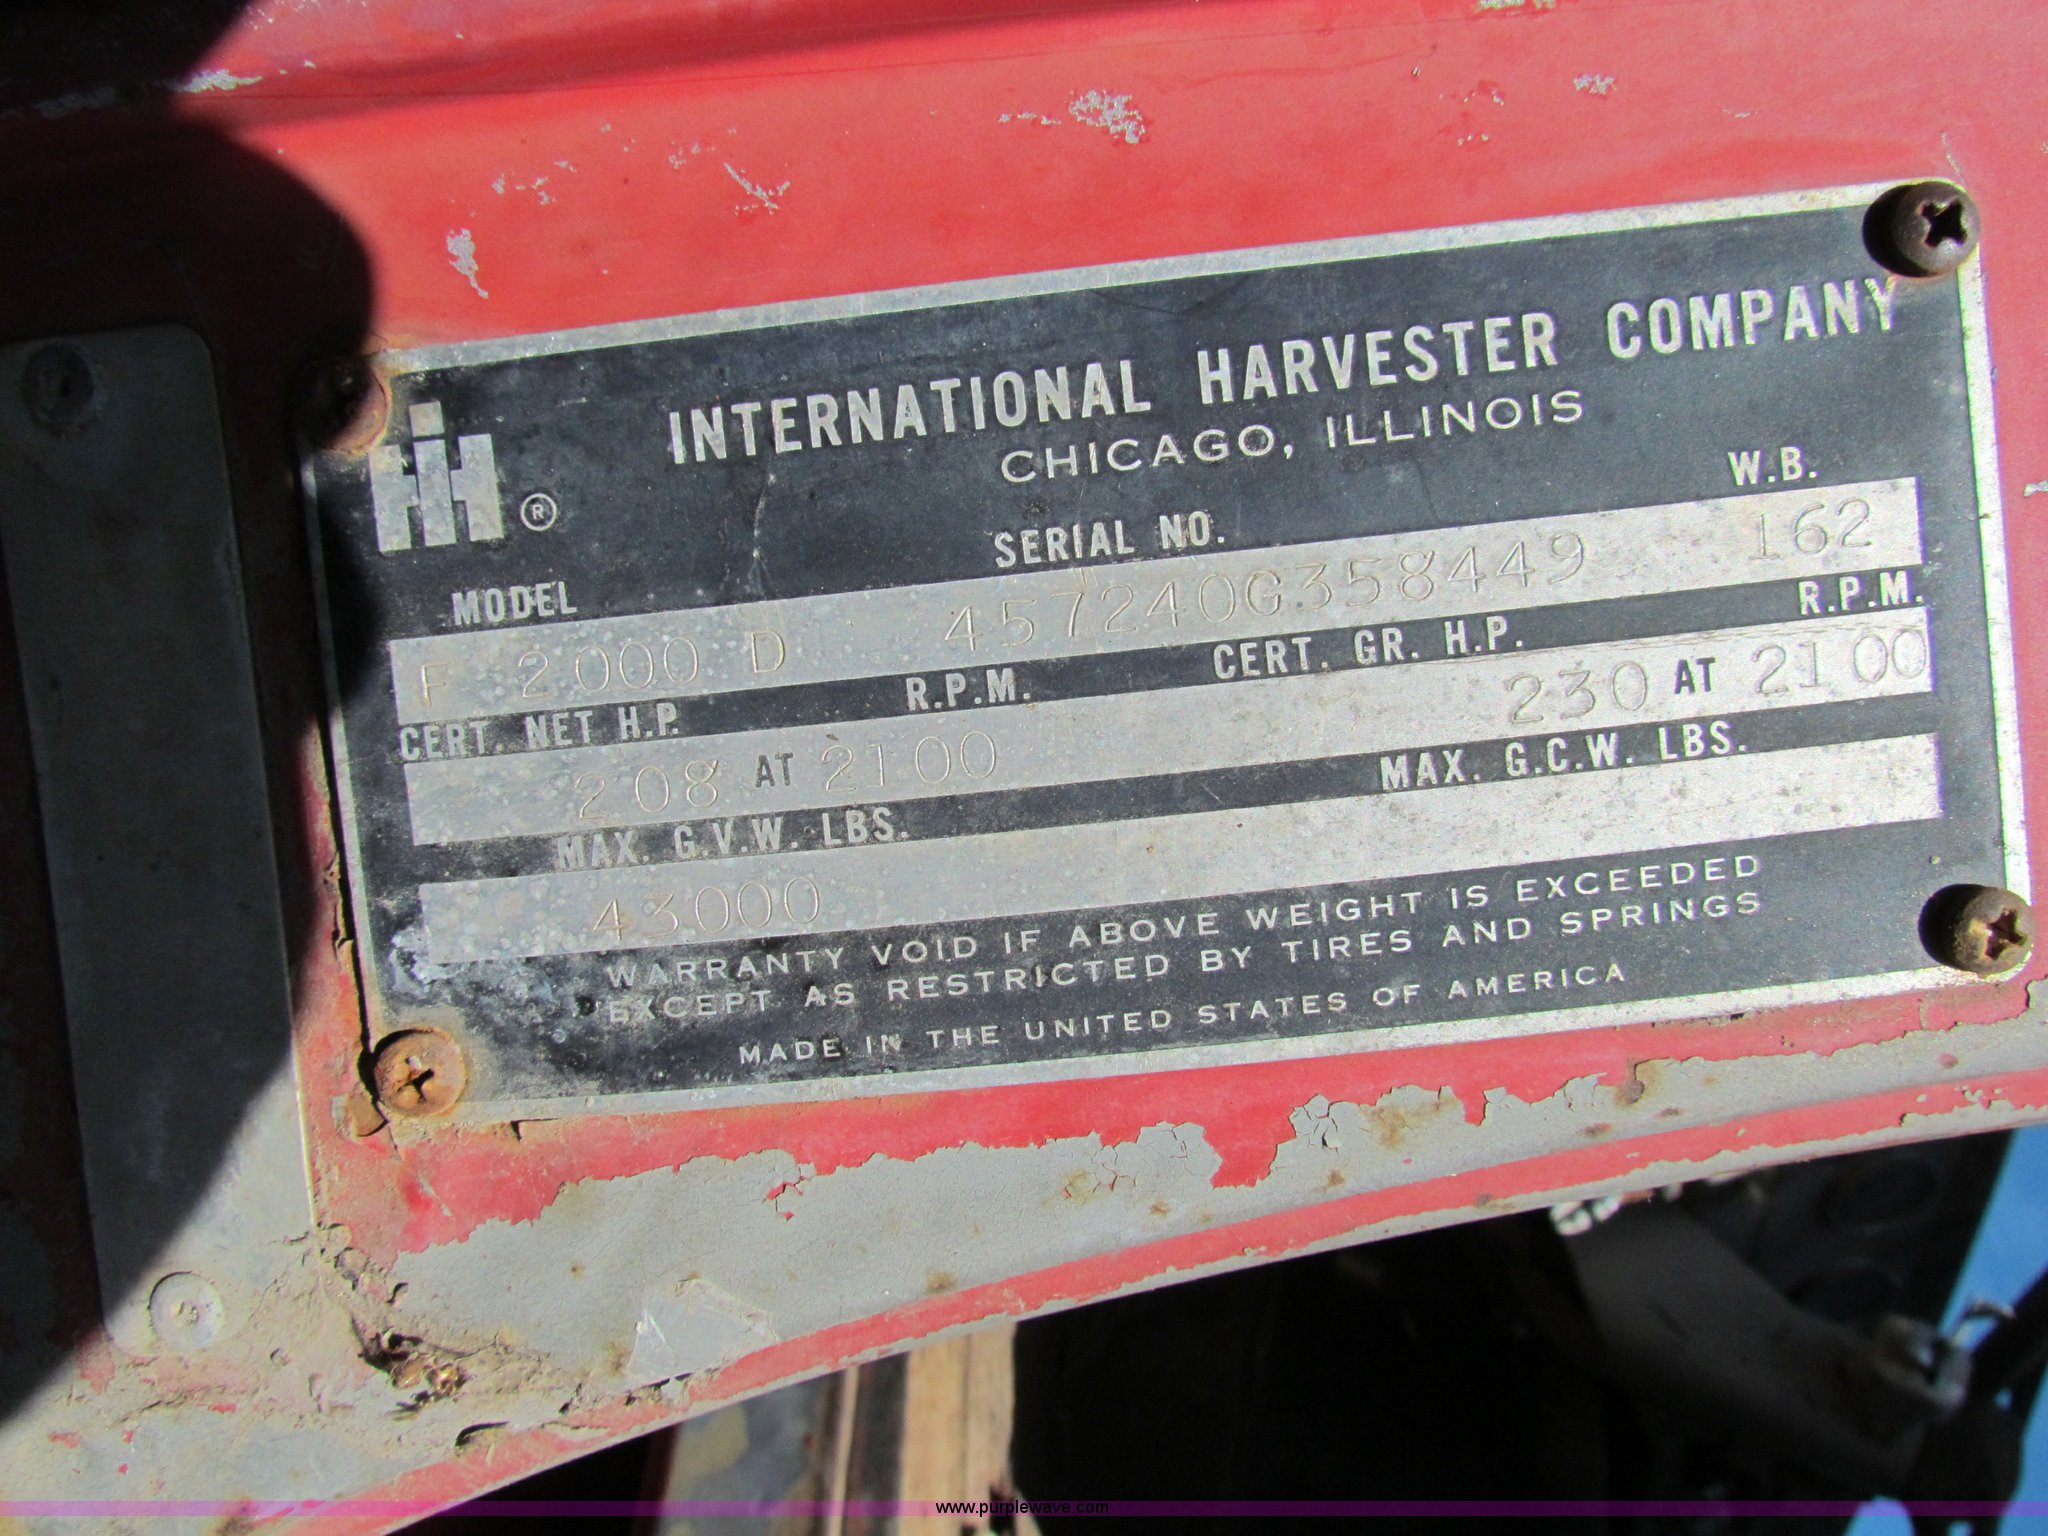 INTERNATIONAL HARVESTER COMPANY
CHICAGO, ILLINOIS
IH ®
MODEL SERIAL NO. W.B.
F 2000 D 457240G358449 162
CERT. NET H.P. R.P.M. CERT. GR. H.P. R.P.M.
208 AT 2100 230 AT 2100
MAX. G.V.W. LBS. MAX. G.C.W. LBS.
43000
WARRANTY VOID IF ABOVE WEIGHT IS EXCEEDED
EXCEPT AS RESTRICTED BY TIRES AND SPRINGS
MADE IN THE UNITED STATES OF AMERICA
www.purplewave.com